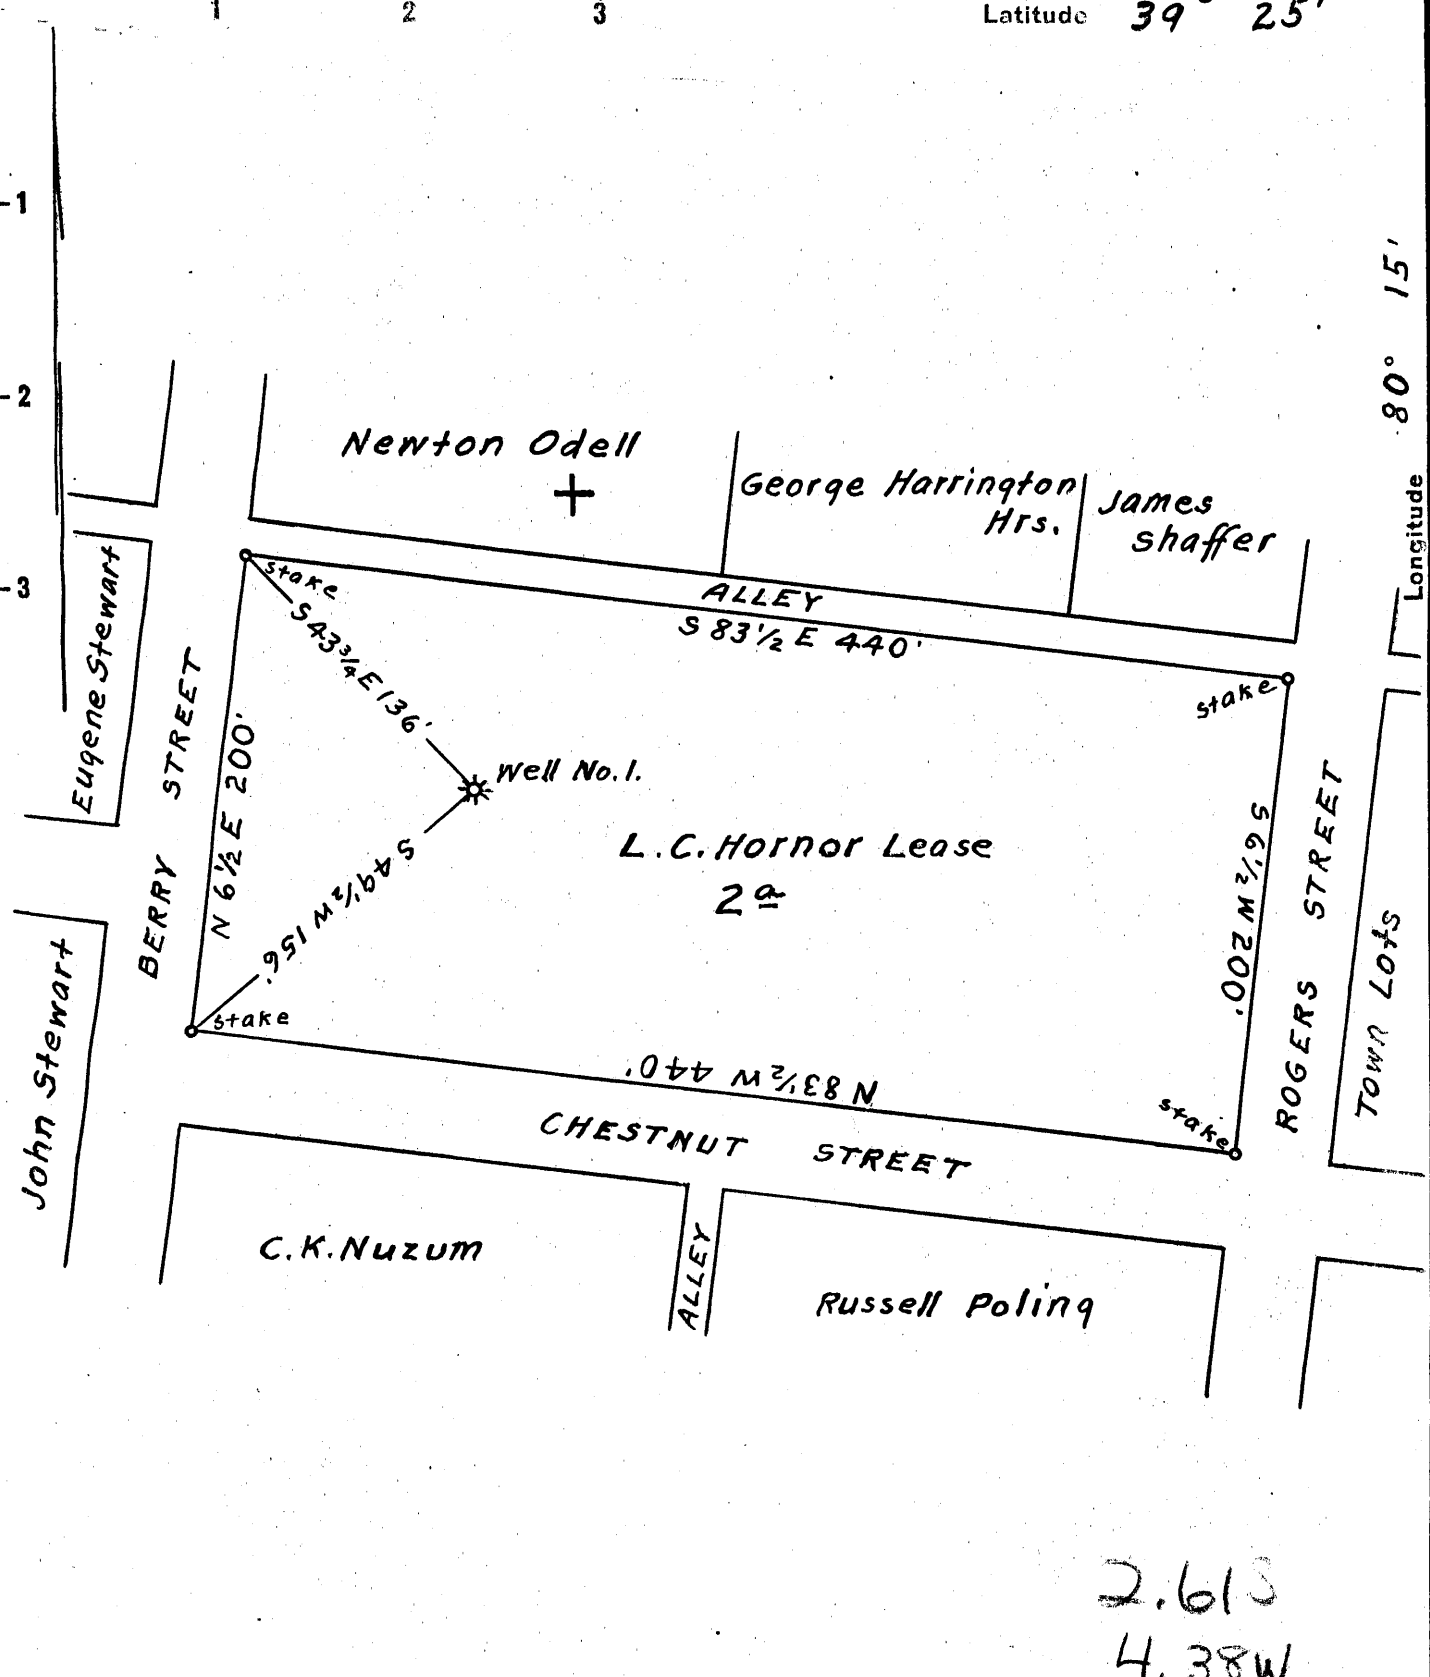 1 2 3
Latitude 39° 25'
-1
-2
-3
Longitude 80° 15'
Newton Odell
George Harrington
Hrs.
James
Shaffer
Eugene Stewart
stake
ALLEY
S 83½ E 440'
stake
S 43¾ E 136'
BERRY STREET
N 6½ E 200'
Well No. 1.
L.C. Hornor Lease
2 a
S 49½ W 156'
S 6½ W 200'
ROGERS STREET
Town Lots
John Stewart
stake
N 83½ W 440'
stake
CHESTNUT STREET
C.K. Nuzum
ALLEY
Russell Poling
2.61S
4.38W